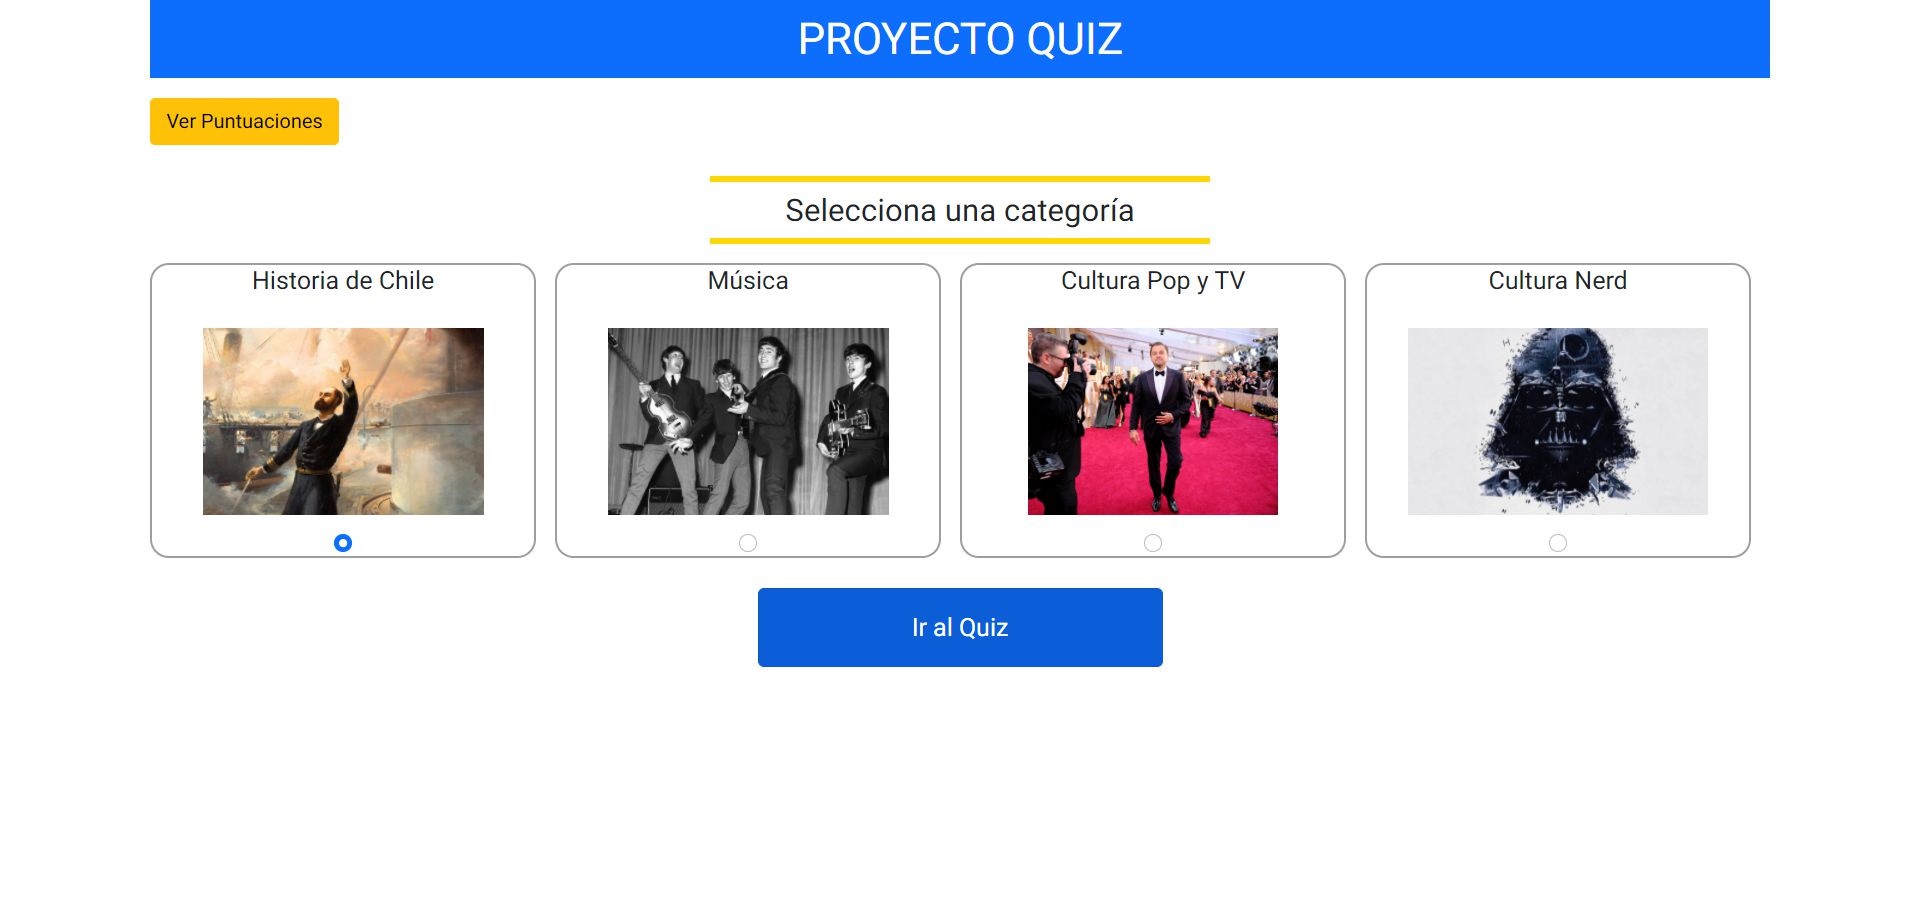 PROYECTO QUIZ
Ver Puntuaciones
Selecciona una categoría
Historia de Chile
Música
Cultura Pop y TV
Cultura Nerd
Ir al Quiz